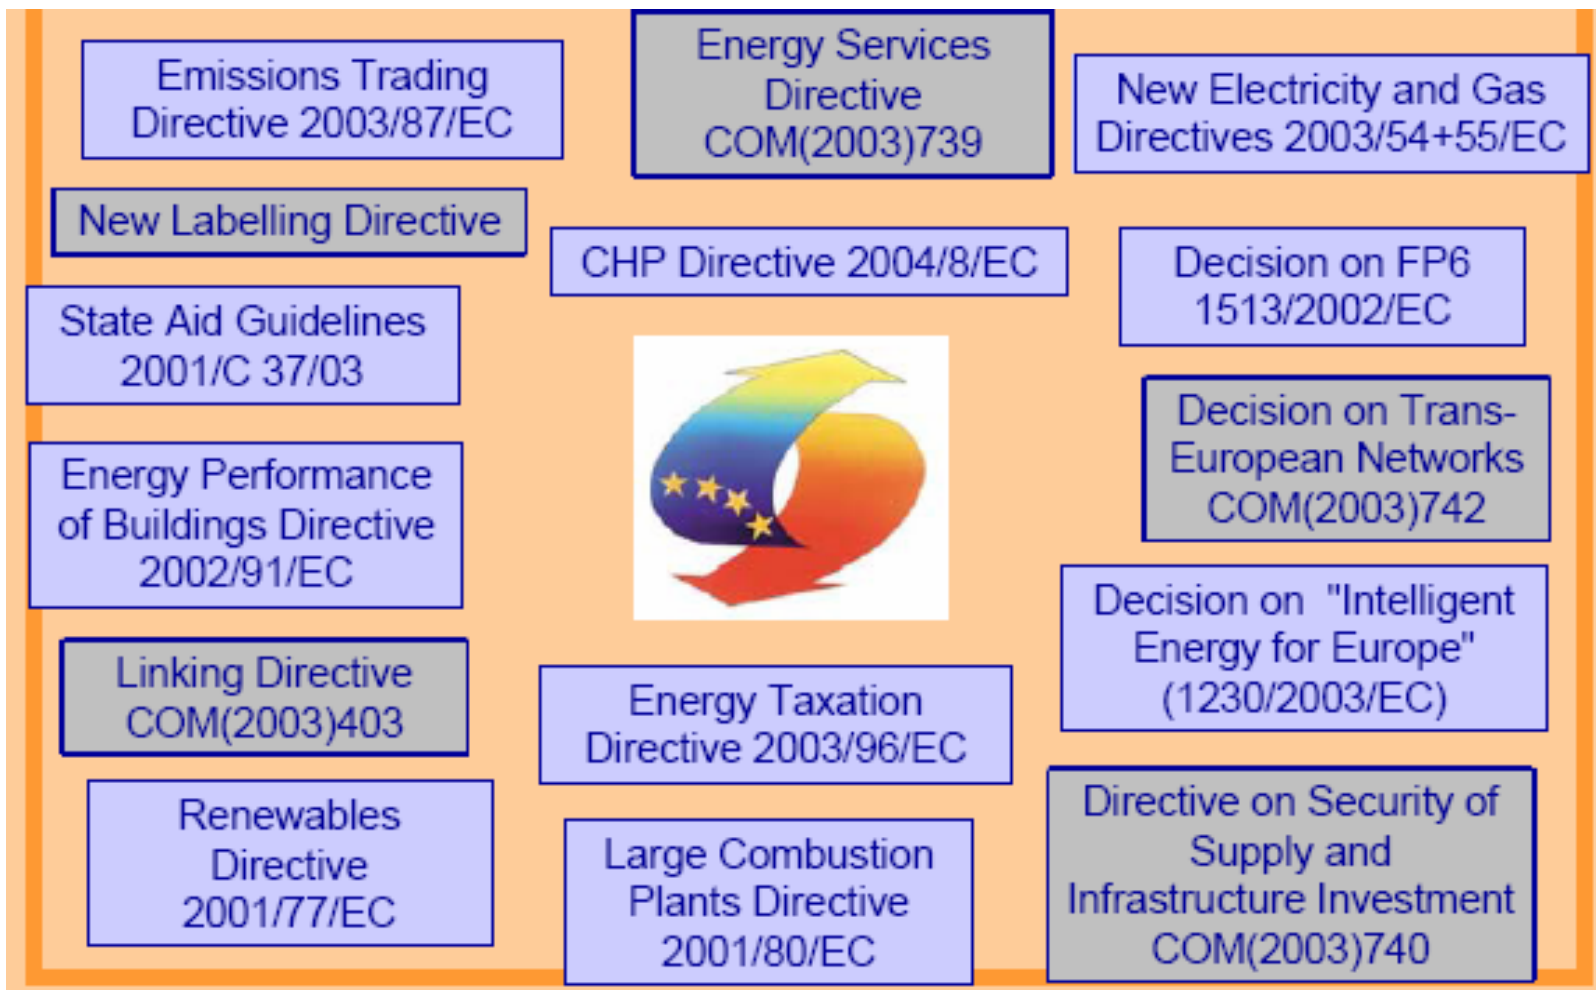 Emissions Trading
Directive 2003/87/EC
Energy Services
Directive
COM(2003)739
New Electricity and Gas
Directives 2003/54+55/EC
New Labelling Directive
CHP Directive 2004/8/EC
Decision on FP6
1513/2002/EC
State Aid Guidelines
2001/C 37/03
Decision on Trans-
European Networks
COM(2003)742
Energy Performance
of Buildings Directive
2002/91/EC
Decision on "Intelligent
Energy for Europe"
(1230/2003/EC)
Linking Directive
COM(2003)403
Energy Taxation
Directive 2003/96/EC
Directive on Security of
Supply and
Infrastructure Investment
COM(2003)740
Renewables
Directive
2001/77/EC
Large Combustion
Plants Directive
2001/80/EC